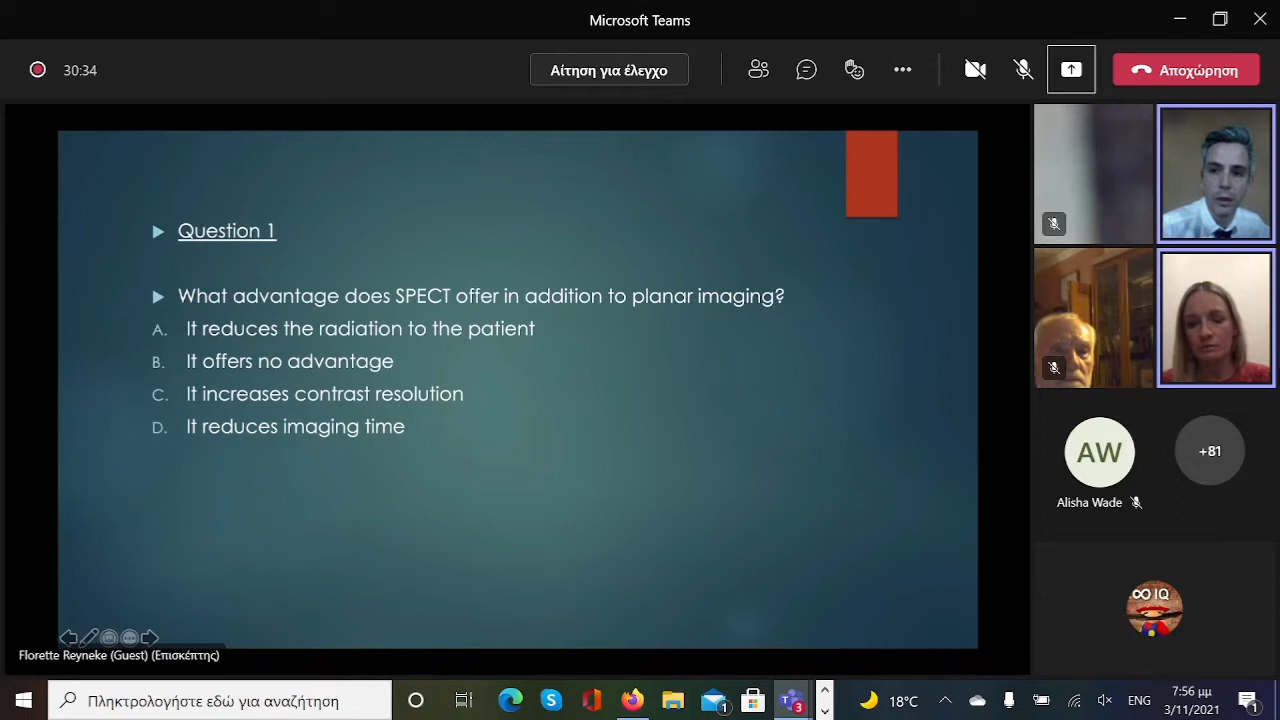 Microsoft Teams
30:34
Αίτηση για έλεγχο
Αποχώρηση
Question 1
What advantage does SPECT offer in addition to planar imaging?
A. It reduces the radiation to the patient
B. It offers no advantage
C. It increases contrast resolution
D. It reduces imaging time
AW
+81
Alisha Wade
∞ IQ
Florette Reyneke (Guest) (Επισκέπτης)
Πληκτρολογήστε εδώ για αναζήτηση
1
3
18°C
ENG
7:56 μμ
3/11/2021
1